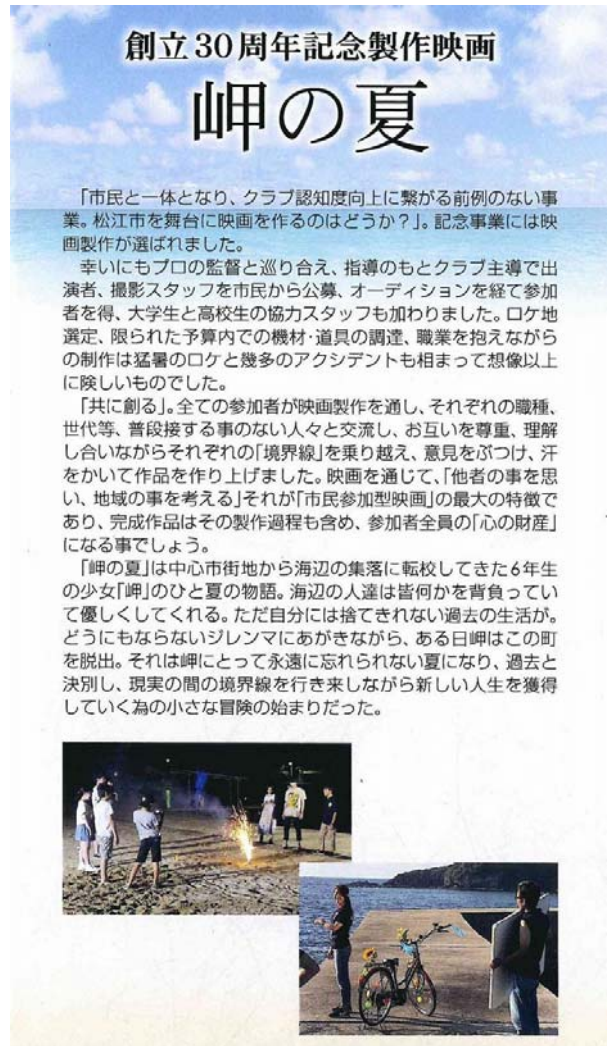 創立30周年記念製作映画
岬の夏
「市民と一体となり、クラブ認知度向上に繋がる前例のない事
業。松江市を舞台に映画を作るのはどうか？」。記念事業には映
画製作が選ばれました。
幸いにもプロの監督と巡り合え、指導のもとクラブ主導で出
演者、撮影スタッフを市民から公募、オーディションを経て参加
者を得、大学生と高校生の協力スタッフも加わりました。ロケ地
選定、限られた予算内での機材・道具の調達、職業を抱えながら
の制作は猛暑のロケと幾多のアクシデントも相まって想像以上
に険しいものでした。
「共に創る」。全ての参加者が映画製作を通し、それぞれの職種、
世代等、普段接する事のない人々と交流し、お互いを尊重、理解
し合いながらそれぞれの「境界線」を乗り越え、意見をぶつけ、汗
をかいて作品を作り上げました。映画を通じて、「他者の事を思
い、地域の事を考える」それが「市民参加型映画」の最大の特徴で
あり、完成作品はその製作過程も含め、参加者全員の「心の財産」
になる事でしょう。
「岬の夏」は中心市街地から海辺の集落に転校してきた6年生
の少女「岬」のひと夏の物語。海辺の人達は皆何かを背負ってい
て優しくしてくれる。ただ自分には捨てきれない過去の生活が。
どうにもならないジレンマにあがきながら、ある日岬はこの町
を脱出。それは岬にとって永遠に忘れられない夏になり、過去と
決別し、現実の間の境界線を行き来しながら新しい人生を獲得
していく為の小さな冒険の始まりだった。